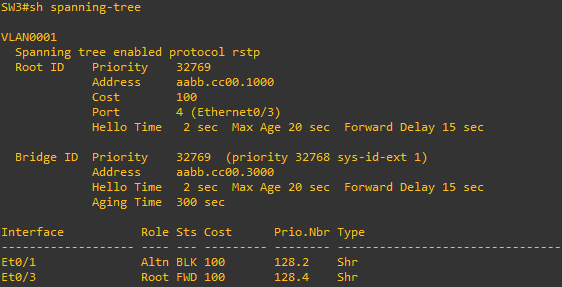 SW3#sh spanning-tree
VLAN0001
  Spanning tree enabled protocol rstp
  Root ID    Priority    32769
             Address     aabb.cc00.1000
             Cost        100
             Port        4 (Ethernet0/3)
             Hello Time   2 sec  Max Age 20 sec  Forward Delay 15 sec
  Bridge ID  Priority    32769  (priority 32768 sys-id-ext 1)
             Address     aabb.cc00.3000
             Hello Time   2 sec  Max Age 20 sec  Forward Delay 15 sec
             Aging Time  300 sec
Interface           Role Sts Cost      Prio.Nbr Type
------------------- ---- --- --------- -------- --------------------------------
Et0/1               Altn BLK 100       128.2    Shr
Et0/3               Root FWD 100       128.4    Shr